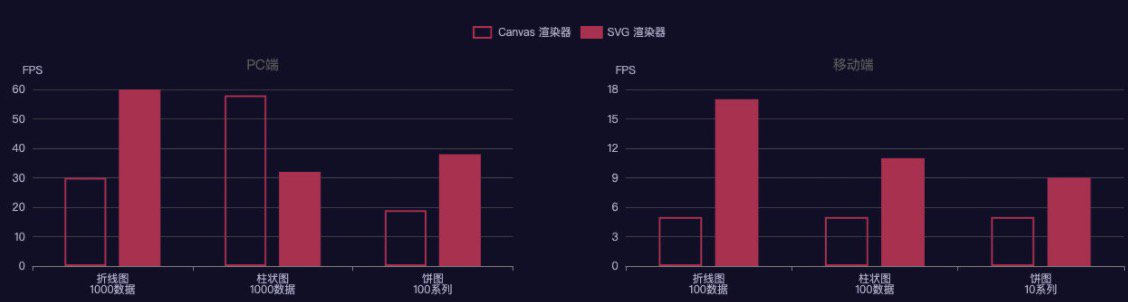 Canvas 渲染器 SVG 渲染器
PC端
FPS
60
50
40
30
20
10
0
折线图
1000数据
柱状图
1000数据
饼图
100系列
移动端
FPS
18
15
12
9
6
3
0
折线图
100数据
柱状图
100数据
饼图
10系列